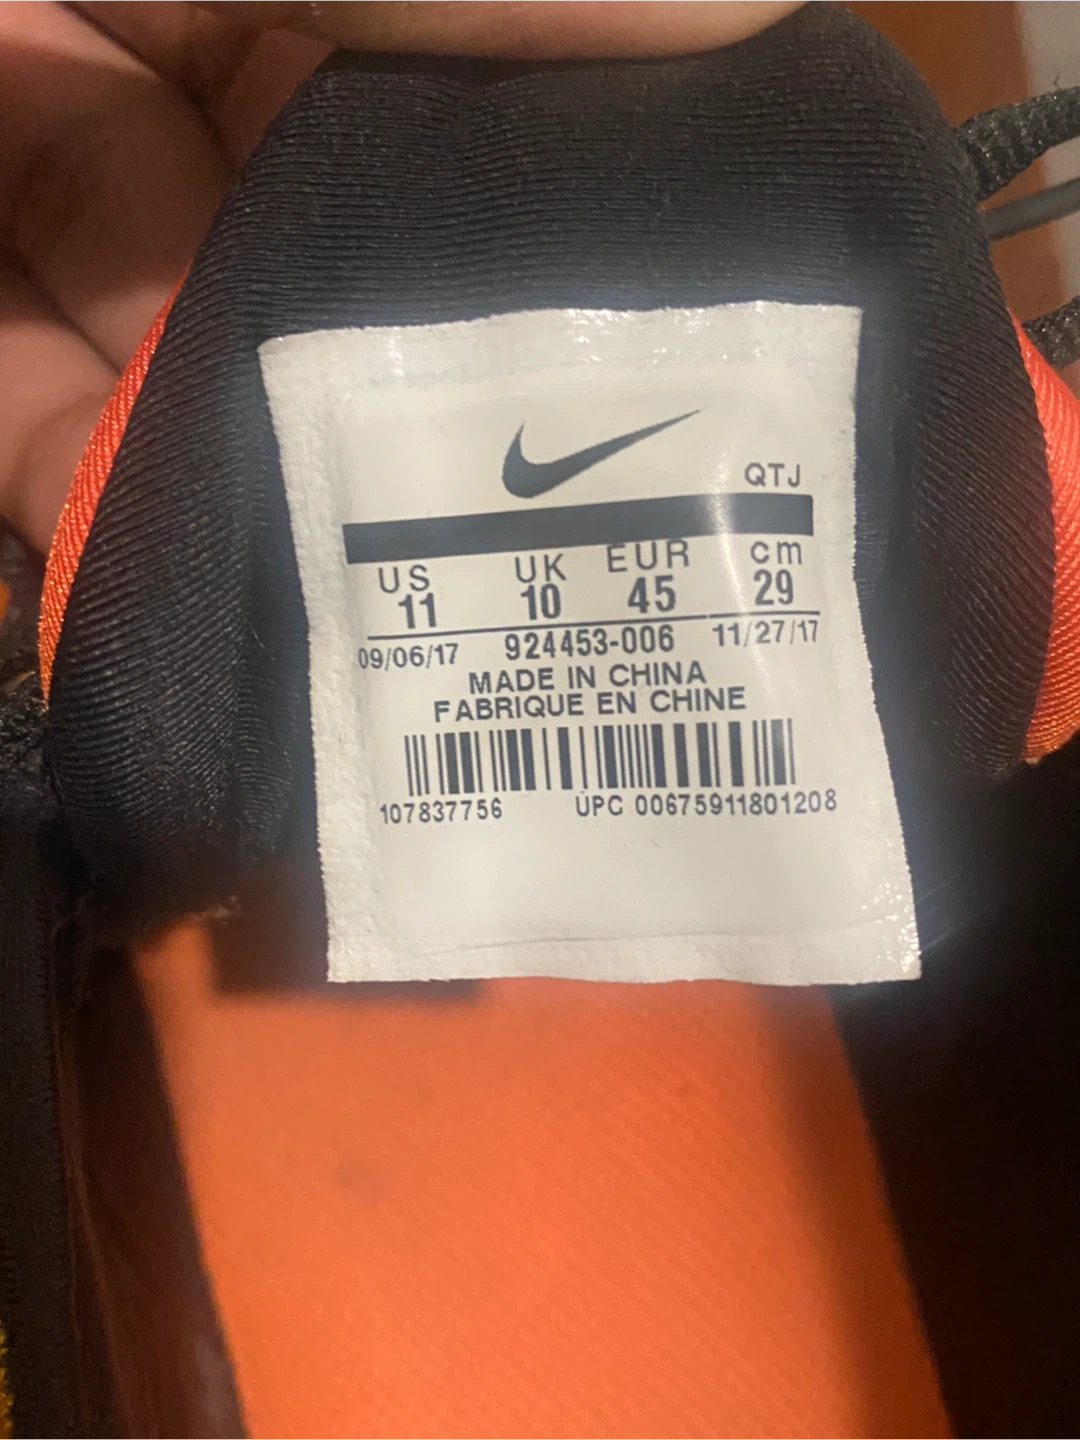 QTJ
US UK EUR cm
11 10 45 29
09/06/17 924453-006 11/27/17
MADE IN CHINA
FABRIQUE EN CHINE
107837756 UPC 00675911801208